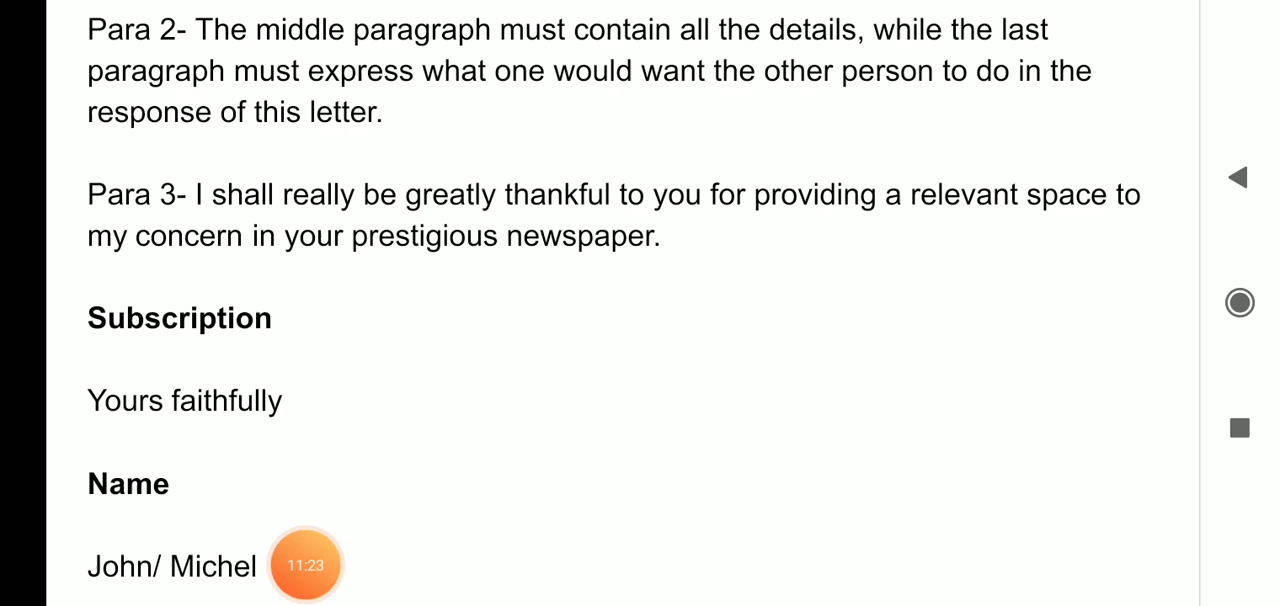 Para 2- The middle paragraph must contain all the details, while the last
paragraph must express what one would want the other person to do in the
response of this letter.
Para 3- I shall really be greatly thankful to you for providing a relevant space to
my concern in your prestigious newspaper.
Subscription
Yours faithfully
Name
John/ Michel
11:23